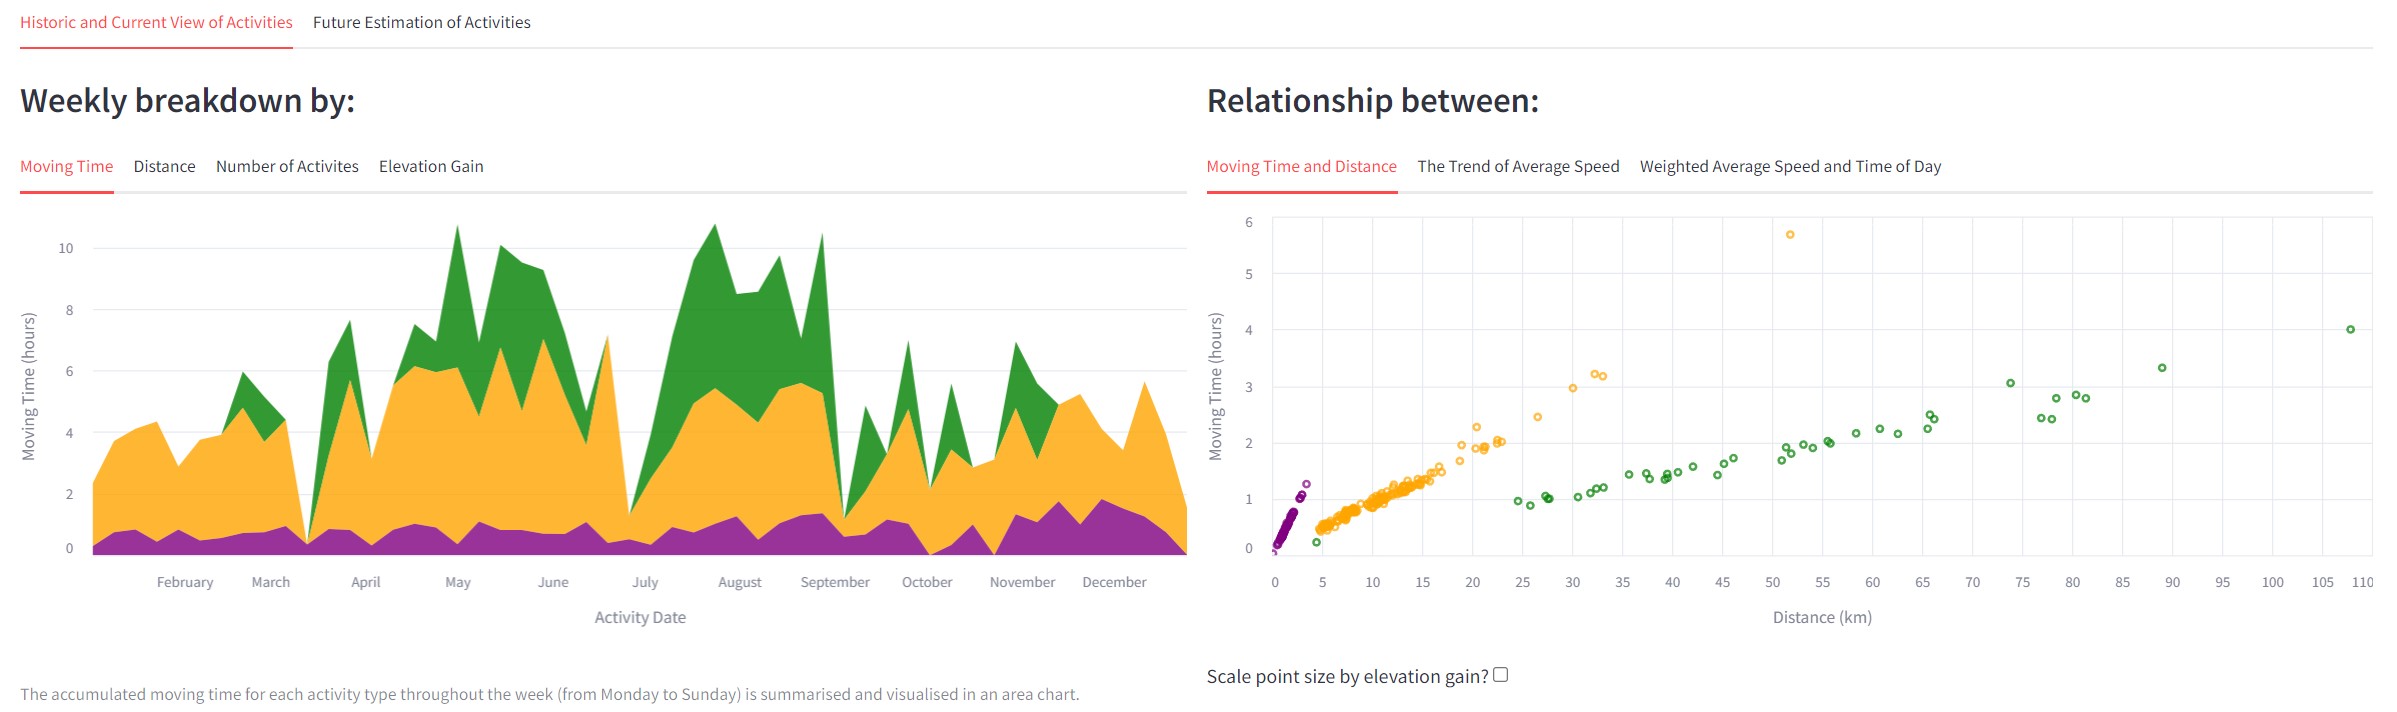 Historic and Current View of Activities Future Estimation of Activities
Weekly breakdown by:
Moving Time Distance Number of Activites Elevation Gain
10
8
6
4
2
0
Moving Time (hours)
February March April May June July August September October November December
Activity Date
The accumulated moving time for each activity type throughout the week (from Monday to Sunday) is summarised and visualised in an area chart.
Relationship between:
Moving Time and Distance The Trend of Average Speed Weighted Average Speed and Time of Day
6
5
4
3
2
1
0
Moving Time (hours)
0 5 10 15 20 25 30 35 40 45 50 55 60 65 70 75 80 85 90 95 100 105 110
Distance (km)
Scale point size by elevation gain?